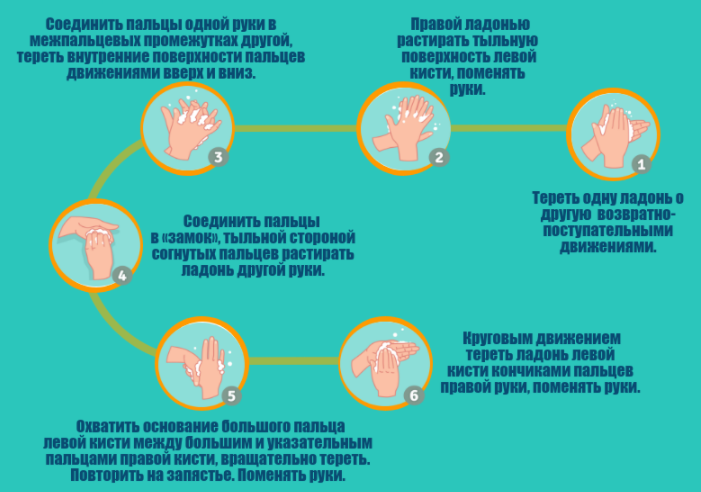 Тереть одну ладонь о
другую возвратно-
поступательными
движениями.
1
Правой ладонью
растирать тыльную
поверхность левой
кисти, поменять
руки.
2
Соединить пальцы одной руки в
межпальцевых промежутках другой,
тереть внутренние поверхности пальцев
движениями вверх и вниз.
3
Соединить пальцы
в «замок», тыльной стороной
согнутых пальцев растирать
ладонь другой руки.
4
Охватить основание большого пальца
левой кисти между большим и указательным
пальцами правой кисти, вращательно тереть.
Повторить на запястье. Поменять руки.
5
Круговым движением
тереть ладонь левой
кисти кончиками пальцев
правой руки, поменять руки.
6